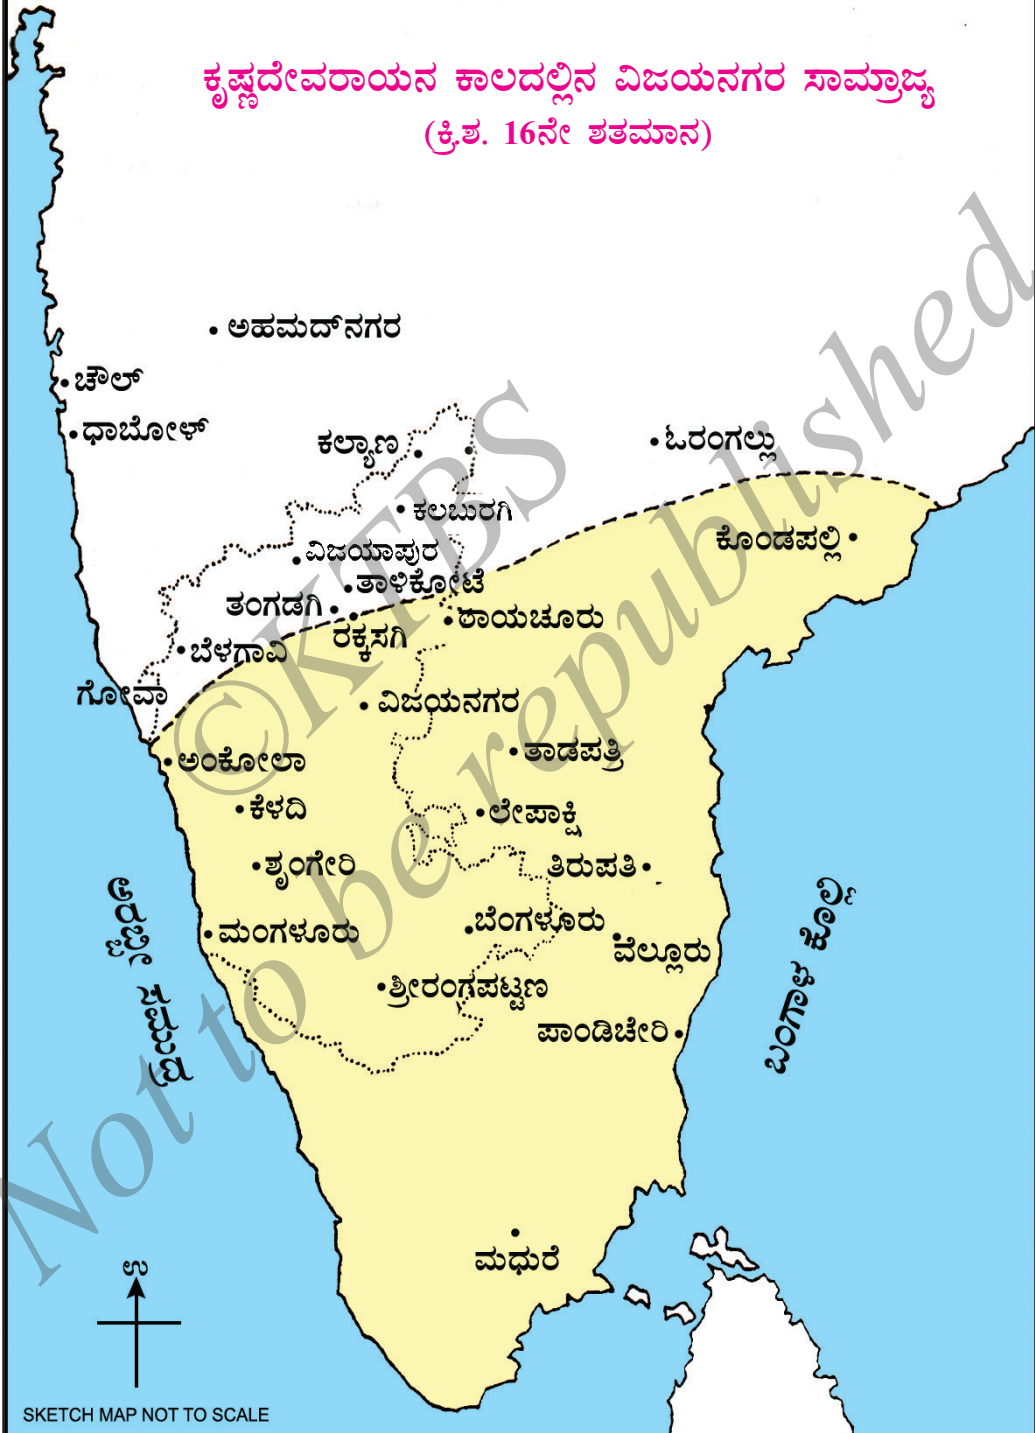 ಕೃಷ್ಣದೇವರಾಯನ ಕಾಲದಲ್ಲಿನ ವಿಜಯನಗರ ಸಾಮ್ರಾಜ್ಯ
(ಕ್ರಿ.ಶ. 16ನೇ ಶತಮಾನ)
ಅಹಮದ್‌ನಗರ
ಚೌಲ್
ಧಾಬೋಳ್
ಕಲ್ಯಾಣ
ಓರಂಗಲ್ಲು
ಕಲಬುರಗಿ
ಕೊಂಡಪಲ್ಲಿ
ವಿಜಯಾಪುರ
ತಾಳಿಕೋಟೆ
ತಂಗಡಗಿ
ರಾಯಚೂರು
ರಕ್ಕಸಗಿ
ಬೆಳಗಾವಿ
ಗೋವಾ
ವಿಜಯನಗರ
ತಾಡಪತ್ರಿ
ಅಂಕೋಲಾ
ಕೆಳದಿ
ಲೇಪಾಕ್ಷಿ
ಶೃಂಗೇರಿ
ತಿರುಪತಿ
ಮಂಗಳೂರು
ಬೆಂಗಳೂರು
ವೆಲ್ಲೂರು
ಶ್ರೀರಂಗಪಟ್ಟಣ
ಪಾಂಡಿಚೇರಿ
ಅರಬ್ಬೀ ಸಮುದ್ರ
ಬಂಗಾಳ ಕೊಲ್ಲಿ
ಮಧುರೆ
ಉ
SKETCH MAP NOT TO SCALE
©KTBS
Not to be republished